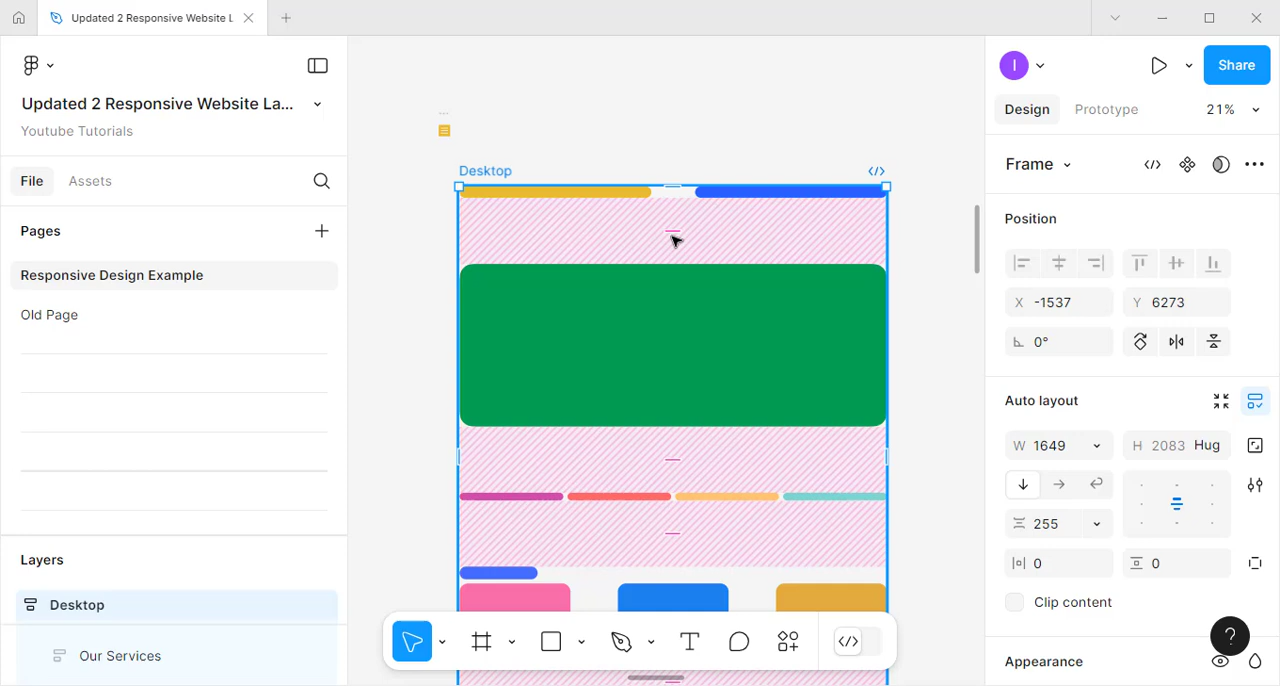 Updated 2 Responsive Website L
Updated 2 Responsive Website La...
Youtube Tutorials
File
Assets
Pages
Responsive Design Example
Old Page
Layers
Desktop
Our Services
...
Desktop
I
Share
Design
Prototype
21%
Frame
Position
X -1537
Y 6273
0°
Auto layout
W 1649
H 2083 Hug
255
0
0
Clip content
Appearance
?